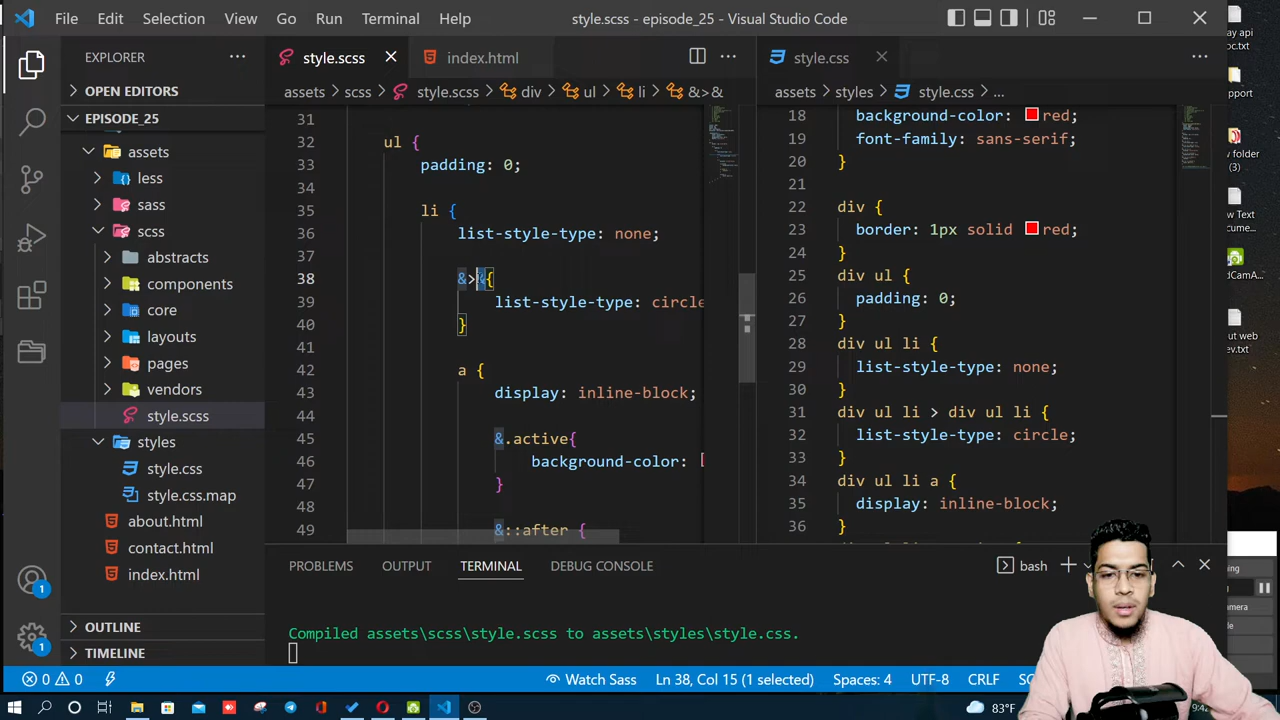 File Edit Selection View Go Run Terminal Help style.scss - episode_25 - Visual Studio Code
EXPLORER
OPEN EDITORS
EPISODE_25
assets
less
sass
scss
abstracts
components
core
layouts
pages
vendors
style.scss
styles
style.css
style.css.map
about.html
contact.html
index.html
OUTLINE
TIMELINE
1
1
style.scss index.html
assets scss style.scss div ul li &>&
31
32 ul {
33 padding: 0;
34
35 li {
36 list-style-type: none;
37
38 &>&{
39 list-style-type: circle
40 }
41
42 a {
43 display: inline-block;
44
45 &.active{
46 background-color:
47 }
48
49 &::after {
style.css
assets styles style.css ...
18 background-color: red;
19 font-family: sans-serif;
20 }
21
22 div {
23 border: 1px solid red;
24 }
25 div ul {
26 padding: 0;
27 }
28 div ul li {
29 list-style-type: none;
30 }
31 div ul li > div ul li {
32 list-style-type: circle;
33 }
34 div ul li a {
35 display: inline-block;
36 }
PROBLEMS OUTPUT TERMINAL DEBUG CONSOLE bash
Compiled assets\scss\style.scss to assets\styles\style.css.
0 0 Watch Sass Ln 38, Col 15 (1 selected) Spaces: 4 UTF-8 CRLF
83°F